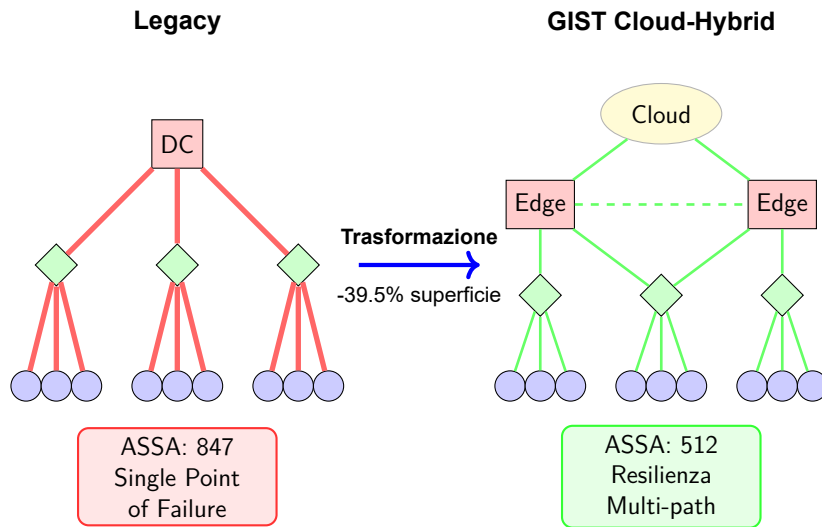 Legacy
GIST Cloud-Hybrid
DC
Cloud
Edge
Edge
Trasformazione
-39.5% superficie
ASSA: 847
Single Point
of Failure
ASSA: 512
Resilienza
Multi-path